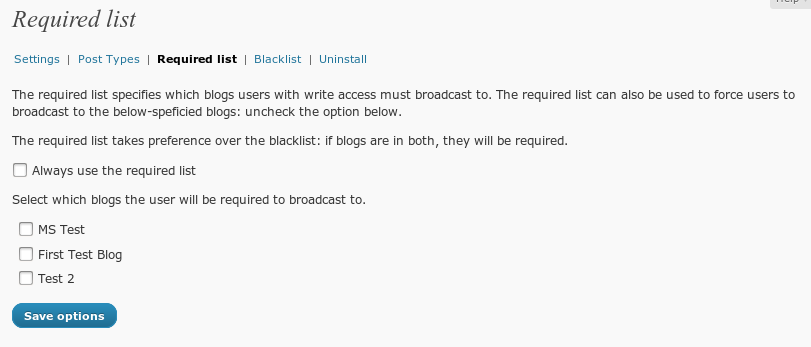 Help
Required list
Settings | Post Types | Required list | Blacklist | Uninstall
The required list specifies which blogs users with write access must broadcast to. The required list can also be used to force users to
broadcast to the below-speficied blogs: uncheck the option below.
The required list takes preference over the blacklist: if blogs are in both, they will be required.
Always use the required list
Select which blogs the user will be required to broadcast to.
MS Test
First Test Blog
Test 2
Save options